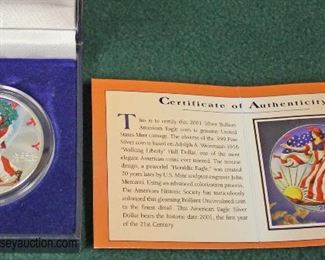 T Y
Certificate of Authenticity
This is to certify this 2001 Silver Bullion
American Eagle coin is genuine United
States Mint coinage. The obverse of the .999 Fine
Silver coin is based on Adolph A. Weinman's 1916
"Walking Liberty" Half Dollar, one of the most
elegant American coins ever minted. The reverse
design, a powerful "Heraldic Eagle," was created
70 years later by U.S. Mint sculptor-engraver John
Mercanti. Using an advanced colorization process,
The American Historic Society has meticulously
colorized this gleaming Brilliant Uncirculated coin
to the finest detail. This American Eagle Silver
Dollar bears the historic date 2001, the first year
of the 21st Century.
seyauction.com/